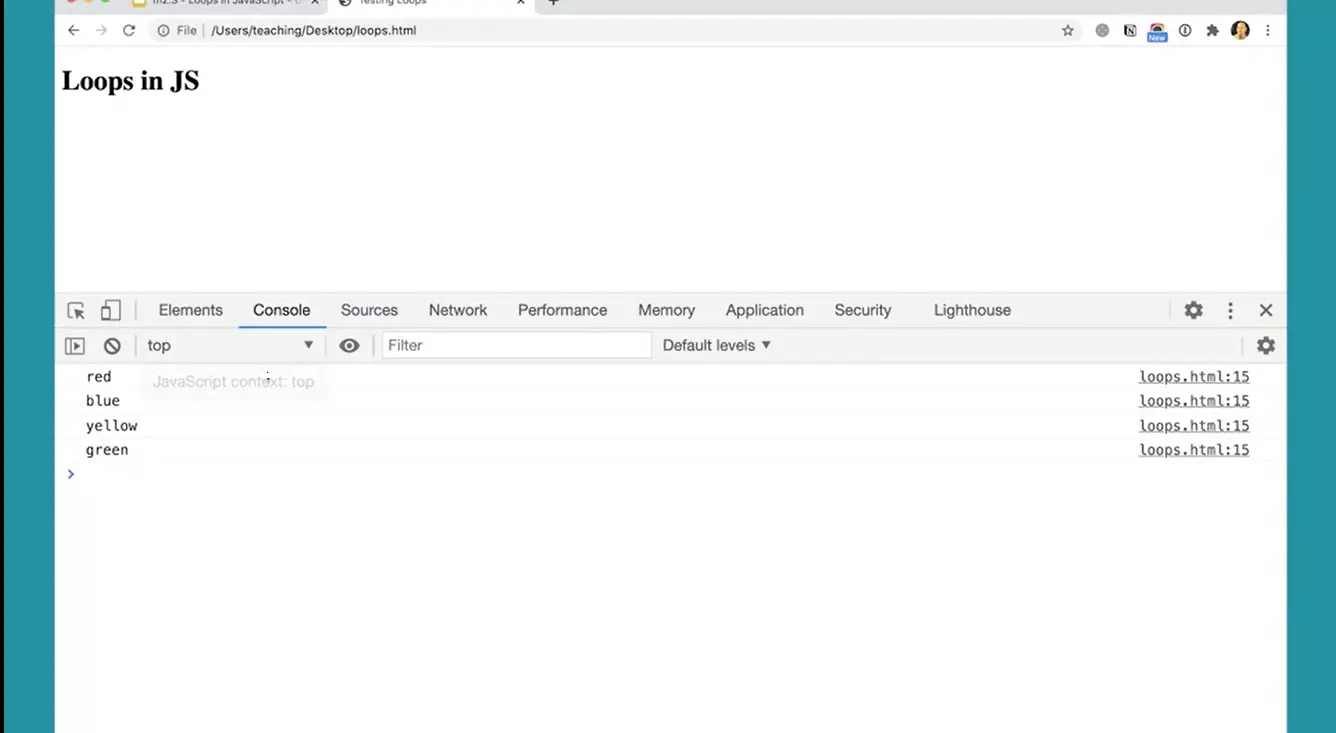 m2.3 - Loops in JavaScript - Testing Loops
File /Users/teaching/Desktop/loops.html New
Loops in JS
Elements Console Sources Network Performance Memory Application Security Lighthouse
top Filter Default levels
red loops.html:15
JavaScript context: top
blue loops.html:15
yellow loops.html:15
green loops.html:15